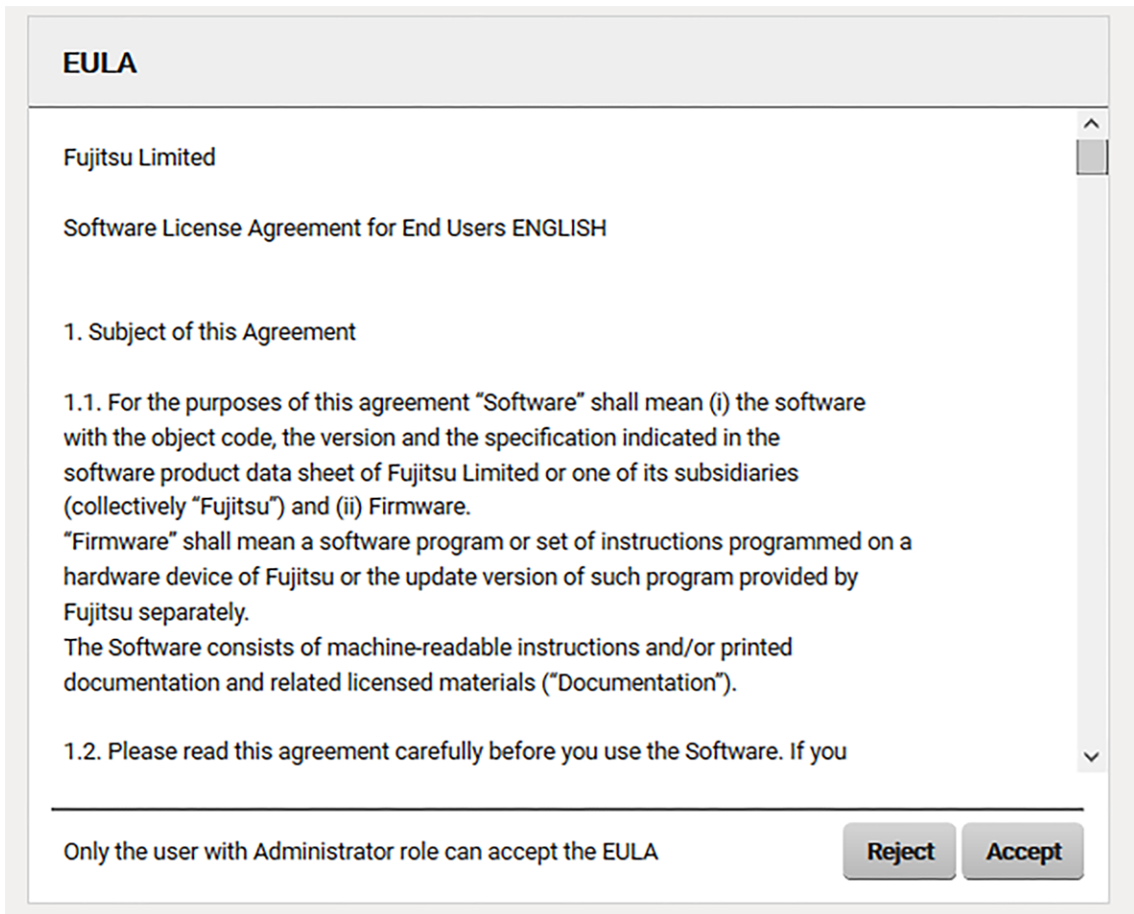 EULA
Fujitsu Limited
Software License Agreement for End Users ENGLISH
1. Subject of this Agreement
1.1. For the purposes of this agreement “Software” shall mean (i) the software
with the object code, the version and the specification indicated in the
software product data sheet of Fujitsu Limited or one of its subsidiaries
(collectively “Fujitsu”) and (ii) Firmware.
“Firmware” shall mean a software program or set of instructions programmed on a
hardware device of Fujitsu or the update version of such program provided by
Fujitsu separately.
The Software consists of machine-readable instructions and/or printed
documentation and related licensed materials (“Documentation”).
1.2. Please read this agreement carefully before you use the Software. If you
Only the user with Administrator role can accept the EULA
Reject Accept